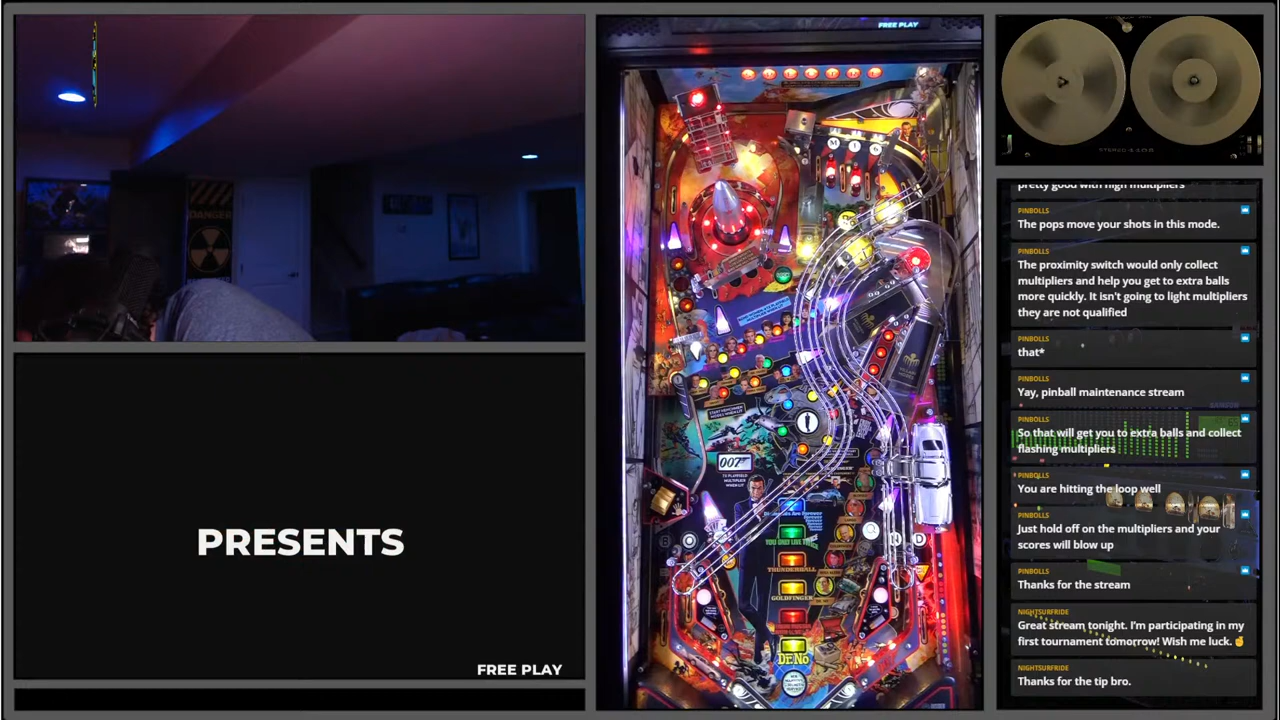 DANGER
PRESENTS
FREE PLAY
FREE PLAY
M
I
6
007
YOU ONLY LIVE TWICE
THUNDERBALL
GOLDFINGER
DR. NO
pretty good with high multipliers
PINBOLLS
The pops move your shots in this mode.
PINBOLLS
The proximity switch would only collect
multipliers and help you get to extra balls
more quickly. It isn't going to light multipliers
they are not qualified
PINBOLLS
that*
PINBOLLS
Yay, pinball maintenance stream
PINBOLLS
So that will get you to extra balls and collect
flashing multipliers
PINBOLLS
You are hitting the loop well
PINBOLLS
Just hold off on the multipliers and your
scores will blow up
PINBOLLS
Thanks for the stream
NIGHTSURFRIDE
Great stream tonight. I'm participating in my
first tournament tomorrow! Wish me luck.🤞
NIGHTSURFRIDE
Thanks for the tip bro.